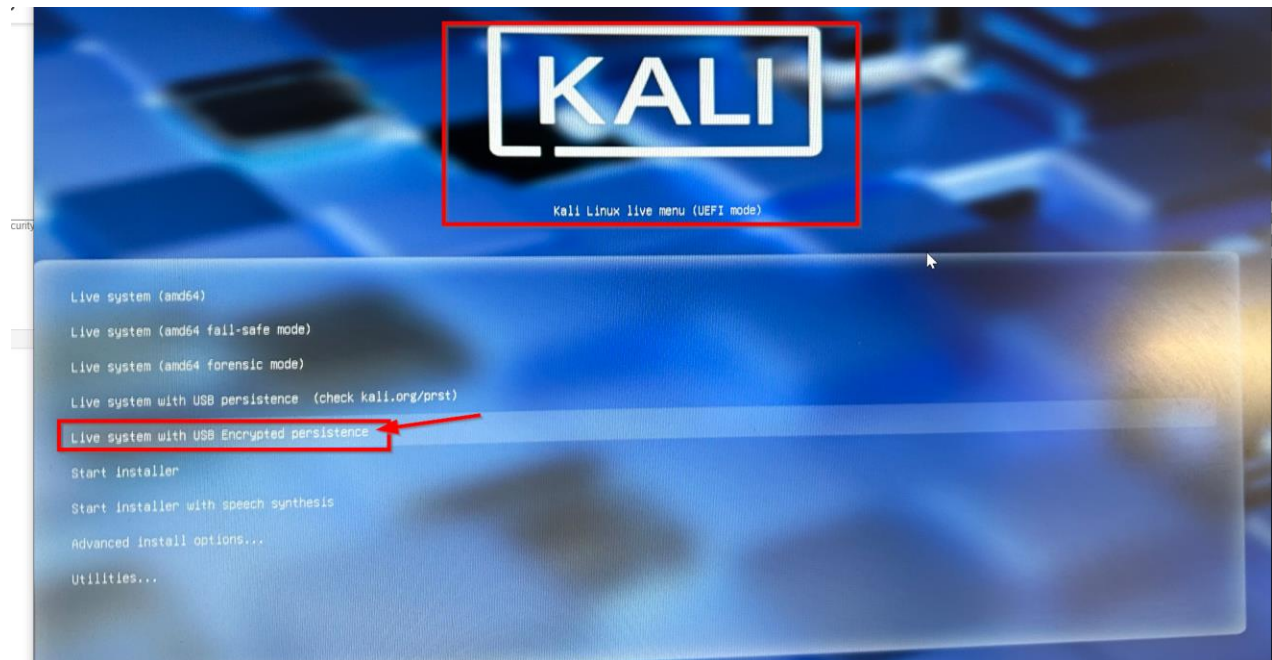 KALI
Kali Linux live menu (UEFI mode)
curity
Live system (amd64)
Live system (amd64 fail-safe mode)
Live system (amd64 forensic mode)
Live system with USB persistence (check kali.org/prst)
Live system with USB Encrypted persistence
Start installer
Start installer with speech synthesis
Advanced install options...
Utilities...